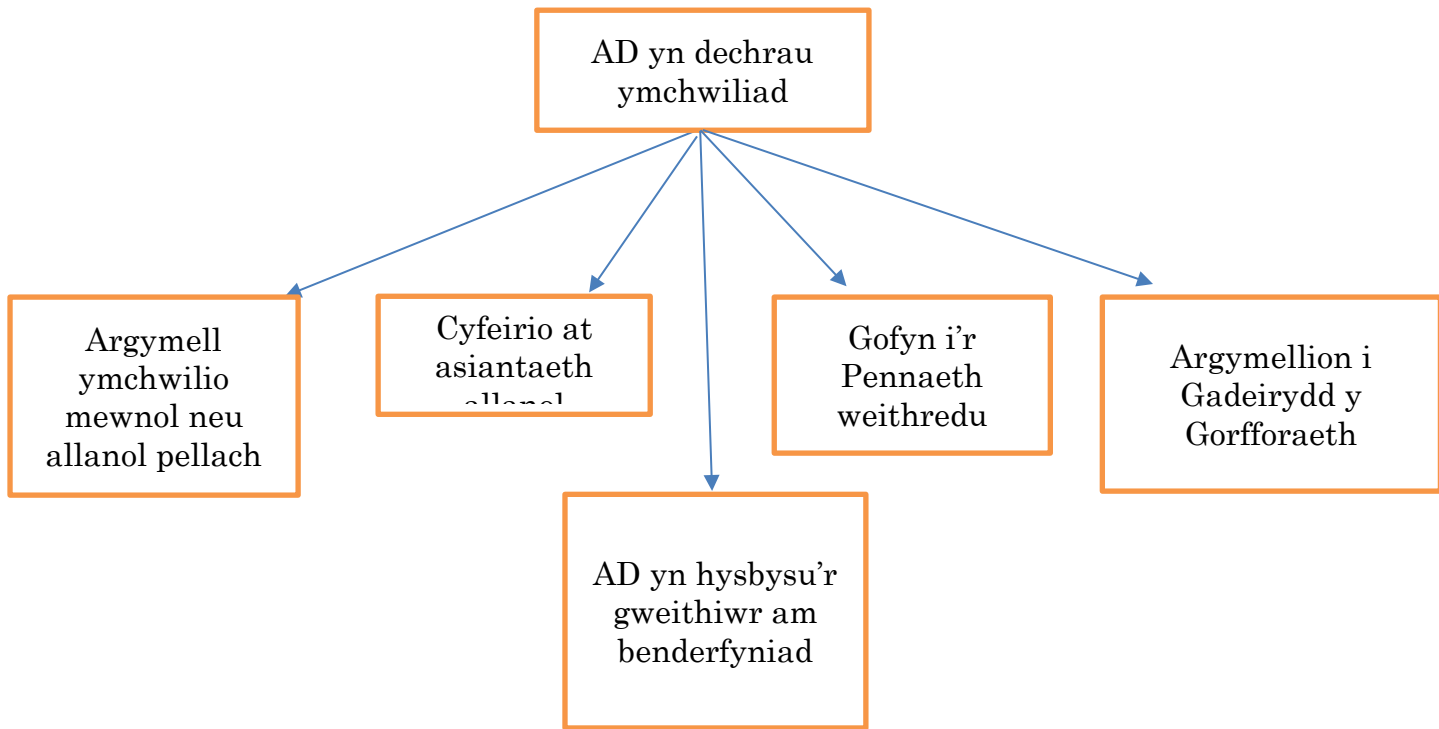 AD yn dechrau
ymchwiliad
Argymell
ymchwilio
mewnol neu
allanol pellach
Cyfeirio at
asiantaeth
allanol
Gofyn i’r
Pennaeth
weithredu
Argymellion i
Gadeirydd y
Gorfforaeth
AD yn hysbysu’r
gweithiwr am
benderfyniad